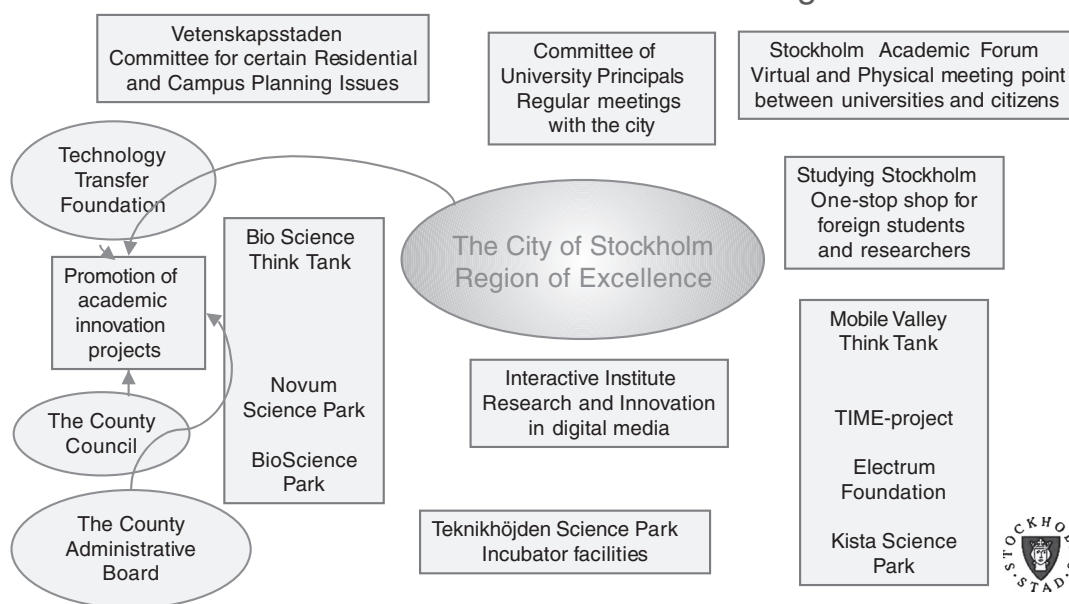 Vetenskapsstaden
Committee for certain Residential
and Campus Planning Issues
Committee of
University Principals
Regular meetings
with the city
Stockholm Academic Forum
Virtual and Physical meeting point
between universities and citizens
Technology
Transfer
Foundation
Studying Stockholm
One-stop shop for
foreign students
and researchers
Bio Science
Think Tank
Novum
Science Park
BioScience
Park
The City of Stockholm
Region of Excellence
Promotion of
academic
innovation
projects
Mobile Valley
Think Tank
TIME-project
Electrum
Foundation
Kista Science
Park
Interactive Institute
Research and Innovation
in digital media
The County
Council
The County
Administrative
Board
Teknikhöjden Science Park
Incubator facilities